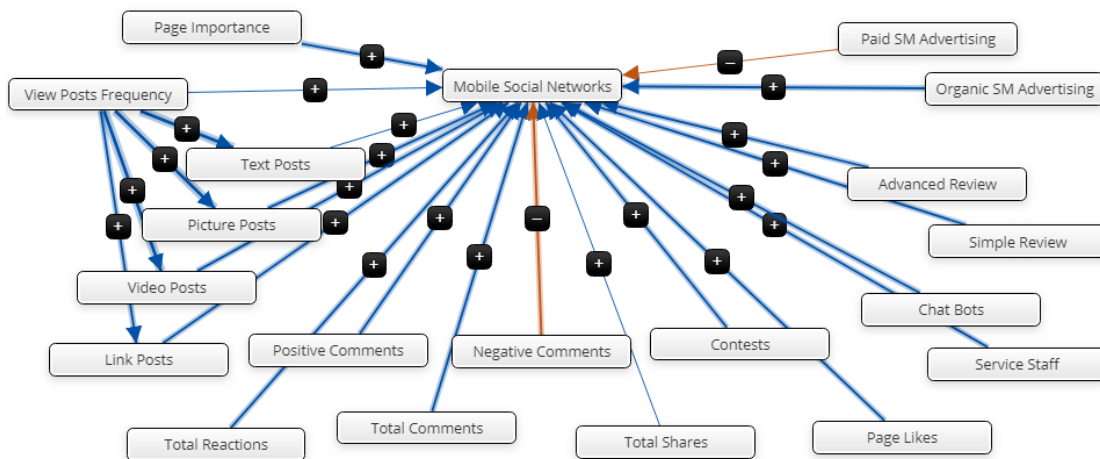 Page Importance
Paid SM Advertising
+
–
Mobile Social Networks
View Posts Frequency
+
+
Organic SM Advertising
+
+
Text Posts
+
+
Advanced Review
+
+
+
+
+
Picture Posts
+
+
+
+
–
+
+
Simple Review
+
+
+
+
Video Posts
Chat Bots
Positive Comments
Negative Comments
Contests
Link Posts
Service Staff
Total Comments
Total Reactions
Total Shares
Page Likes